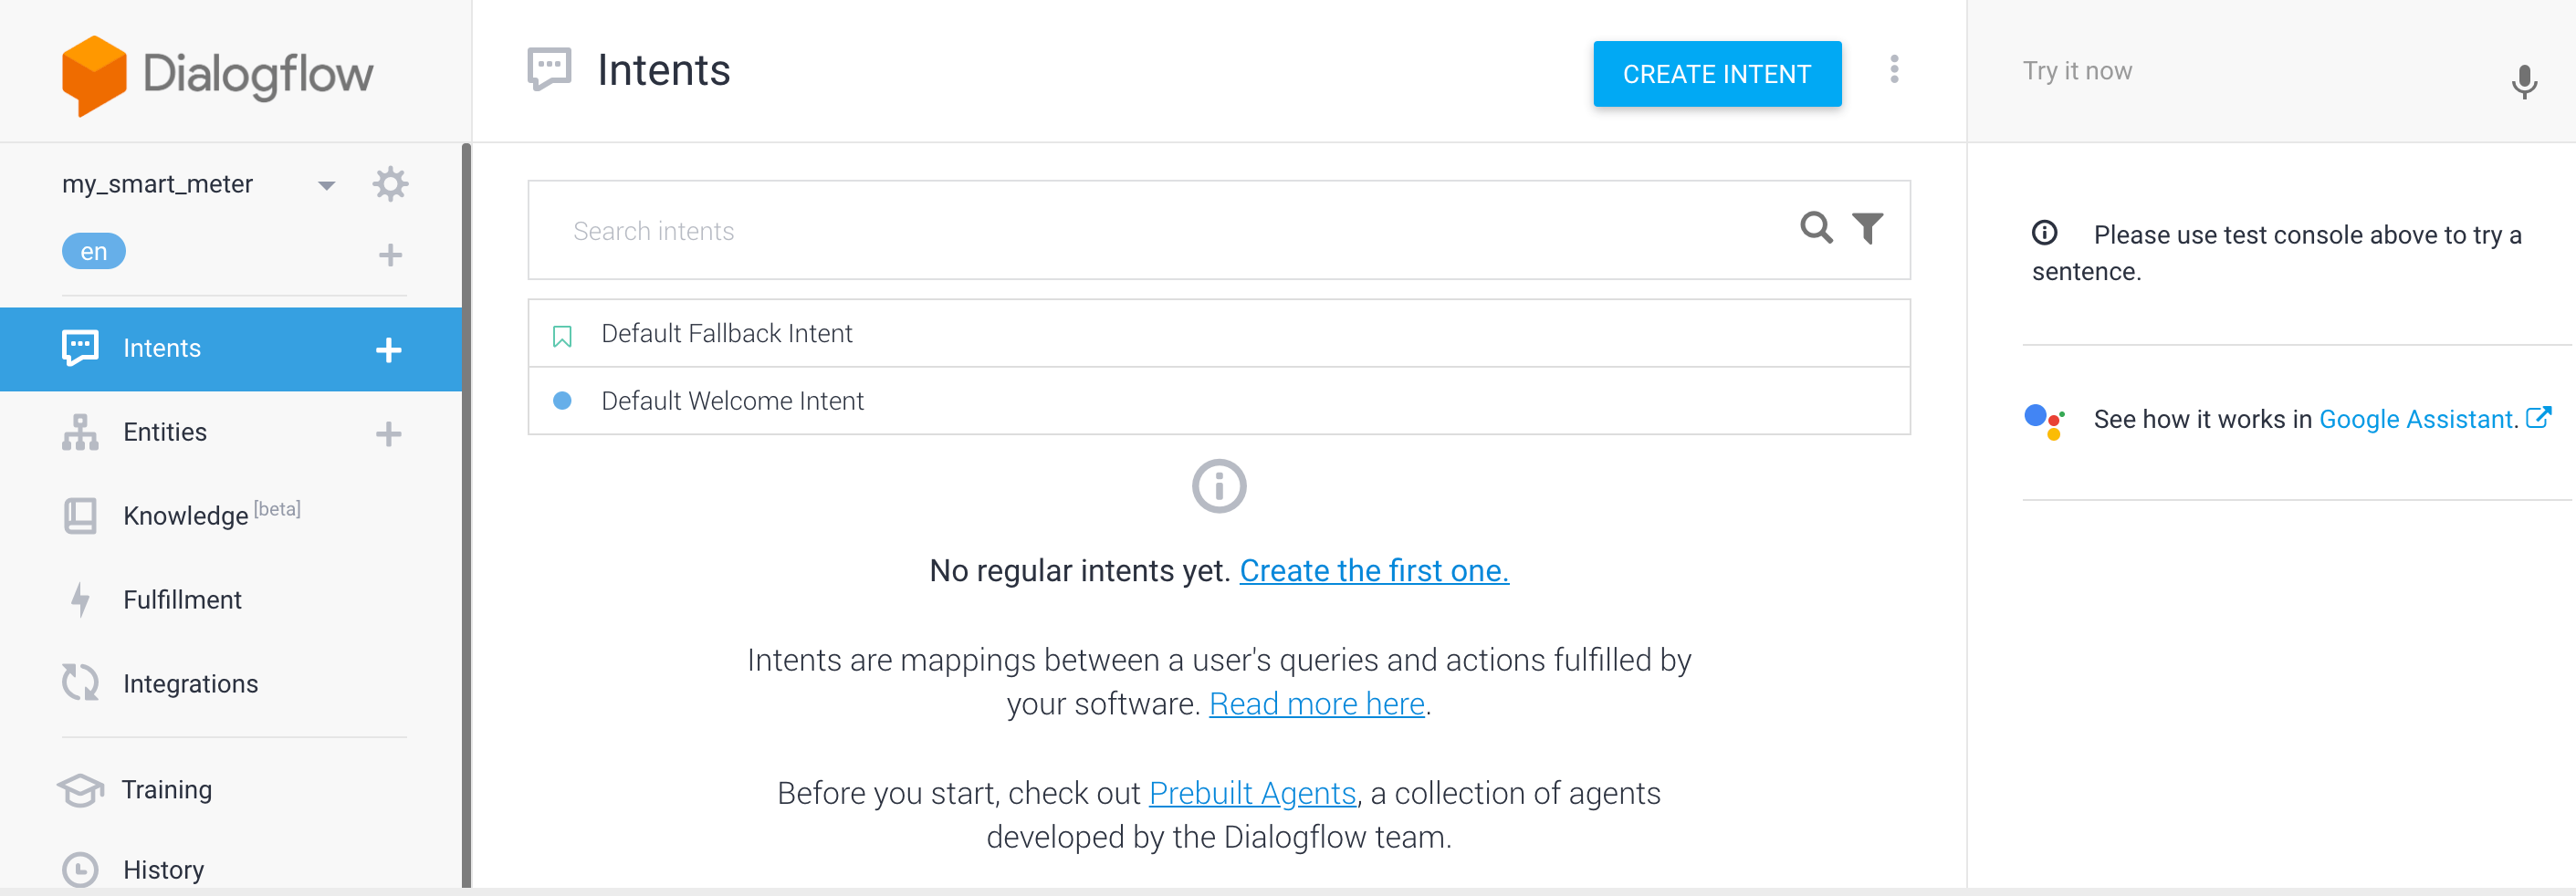 Dialogflow
my_smart_meter
en
Intents
Entities
Knowledge [beta]
Fulfillment
Integrations
Training
History
Intents
CREATE INTENT
Search intents
Default Fallback Intent
Default Welcome Intent
No regular intents yet. Create the first one.
Intents are mappings between a user's queries and actions fulfilled by
your software. Read more here.
Before you start, check out Prebuilt Agents, a collection of agents
developed by the Dialogflow team.
Try it now
Please use test console above to try a
sentence.
See how it works in Google Assistant.